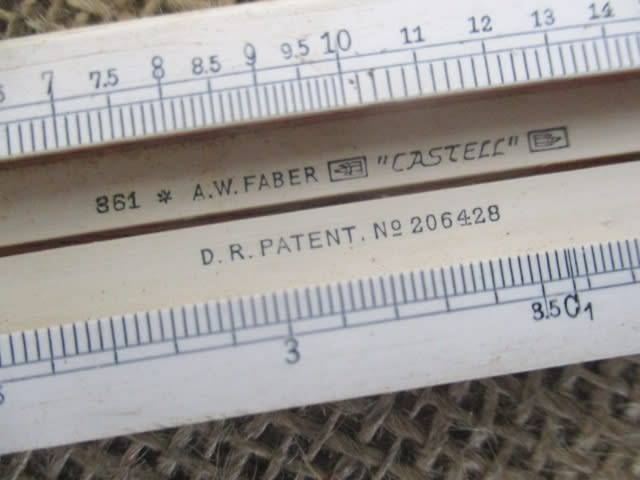 7 7.5 8 8.5 9 9.5 10 11 12 13 14
361 * A.W. FABER "CASTELL"
D. R. PATENT. No 206428
3 3.5 C1